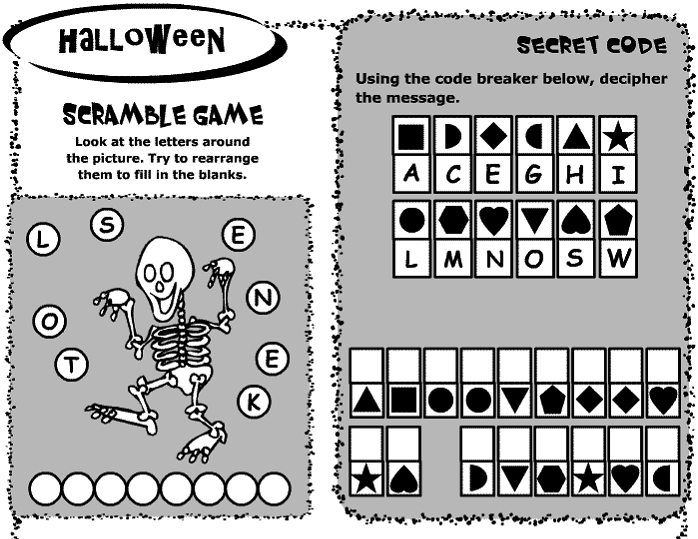 HALLOWEEN
SCRAMBLE GAME
Look at the letters around
the picture. Try to rearrange
them to fill in the blanks.
L
S
E
N
O
T
E
K
SECRET CODE
Using the code breaker below, decipher
the message.
A C E G H I
L M N O S W